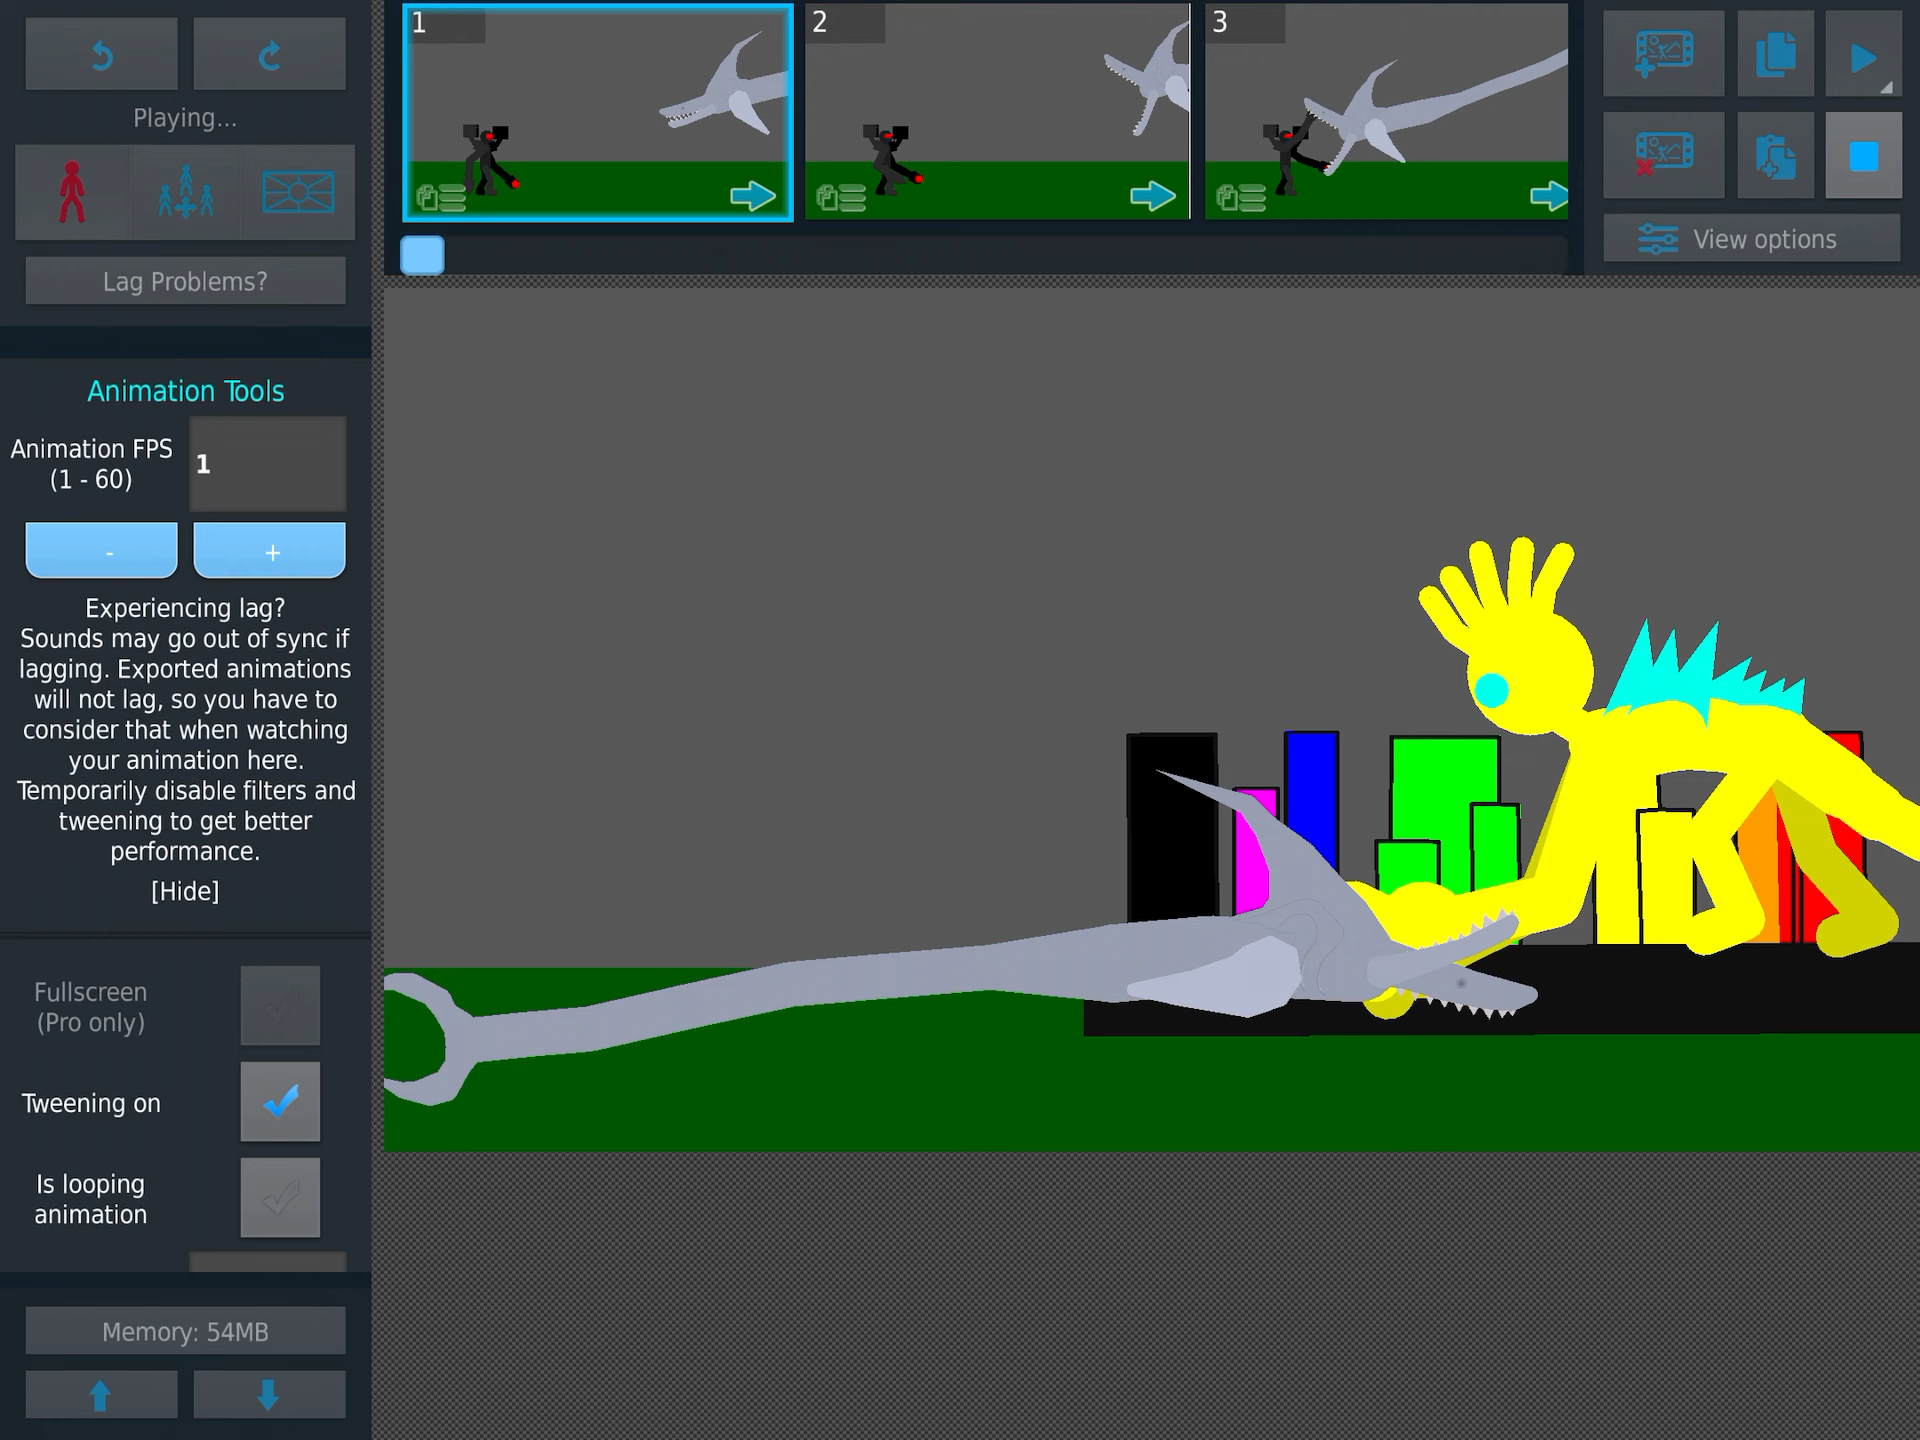 1
2
3
Playing...
Lag Problems?
View options
Animation Tools
Animation FPS
(1 - 60)
1
-
+
Experiencing lag?
Sounds may go out of sync if
lagging. Exported animations
will not lag, so you have to
consider that when watching
your animation here.
Temporarily disable filters and
tweening to get better
performance.
[Hide]
Fullscreen
(Pro only)
Tweening on
Is looping
animation
Memory: 54MB